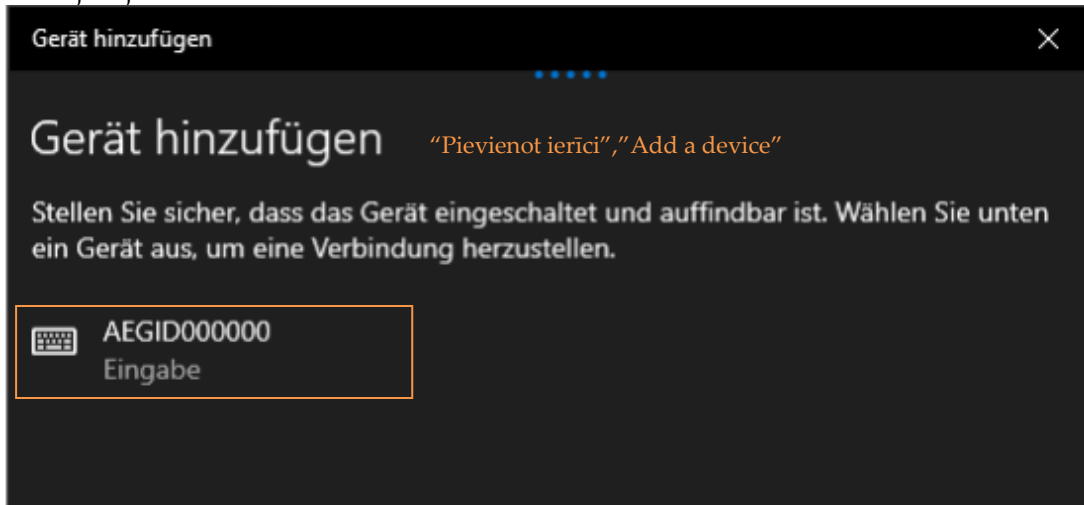 Gerät hinzufügen
Gerät hinzufügen “Pievienot ierīci”,”Add a device”
Stellen Sie sicher, dass das Gerät eingeschaltet und auffindbar ist. Wählen Sie unten
ein Gerät aus, um eine Verbindung herzustellen.
AEGID000000
Eingabe